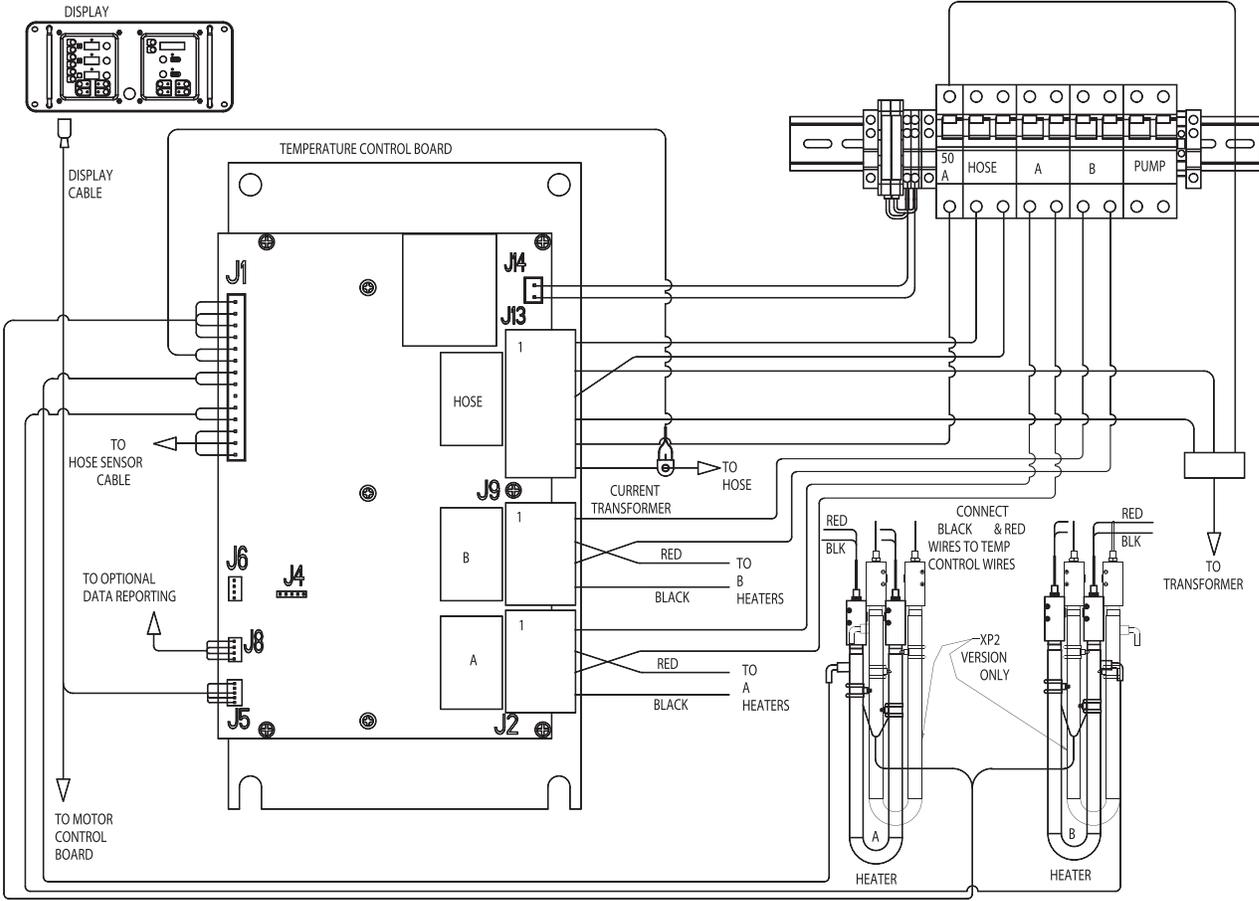 DISPLAY
DISPLAY
CABLE
TEMPERATURE CONTROL BOARD
50
A
HOSE
A
B
PUMP
J1
J14
J13
1
HOSE
TO
HOSE SENSOR
CABLE
TO
HOSE
CURRENT
TRANSFORMER
J9
1
B
RED
BLACK
TO
B
HEATERS
J6
J4
TO OPTIONAL
DATA REPORTING
J8
J5
1
A
RED
BLACK
TO
A
HEATERS
J2
TO MOTOR
CONTROL
BOARD
CONNECT
BLACK & RED
WIRES TO TEMP
CONTROL WIRES
RED
BLK
RED
BLK
TO
TRANSFORMER
XP2
VERSION
ONLY
A
HEATER
B
HEATER